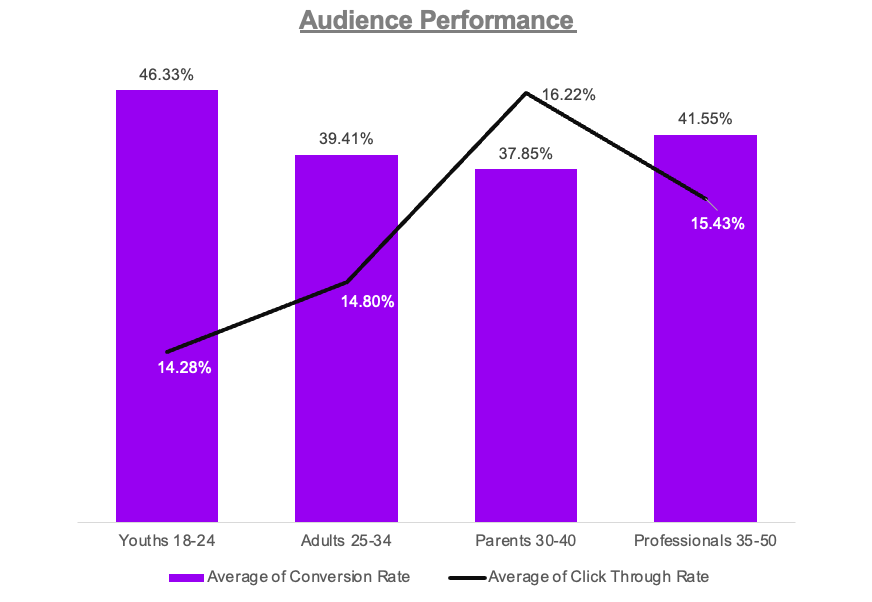 Audience Performance
46.33%
39.41%
37.85%
41.55%
16.22%
15.43%
14.80%
14.28%
Youths 18-24
Adults 25-34
Parents 30-40
Professionals 35-50
Average of Conversion Rate
Average of Click Through Rate